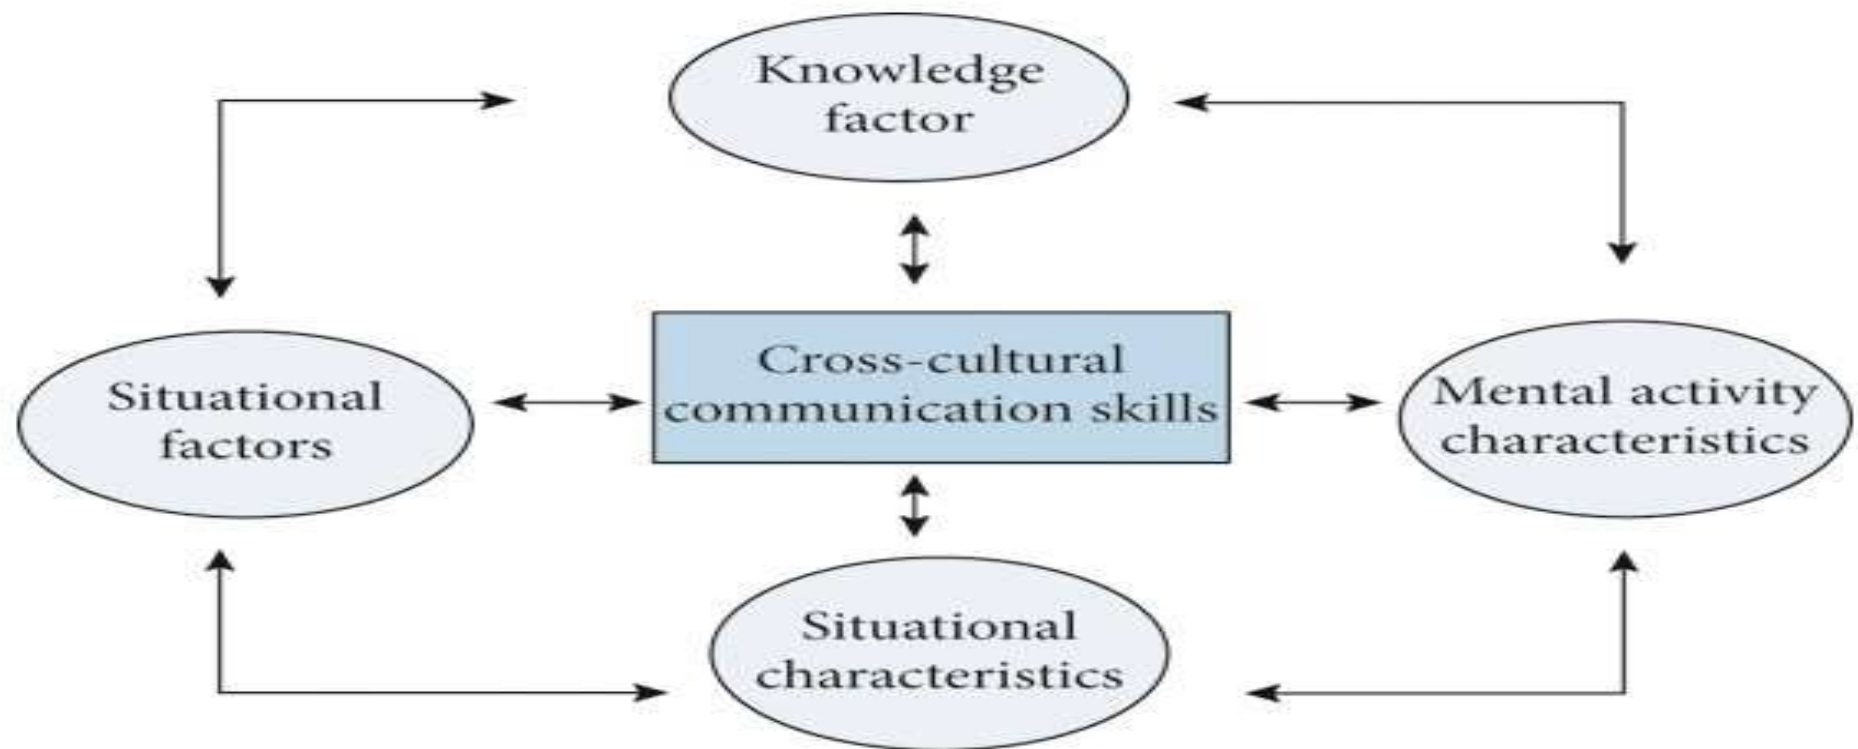 Knowledge
factor
Situational
factors
Cross-cultural
communication skills
Mental activity
characteristics
Situational
characteristics